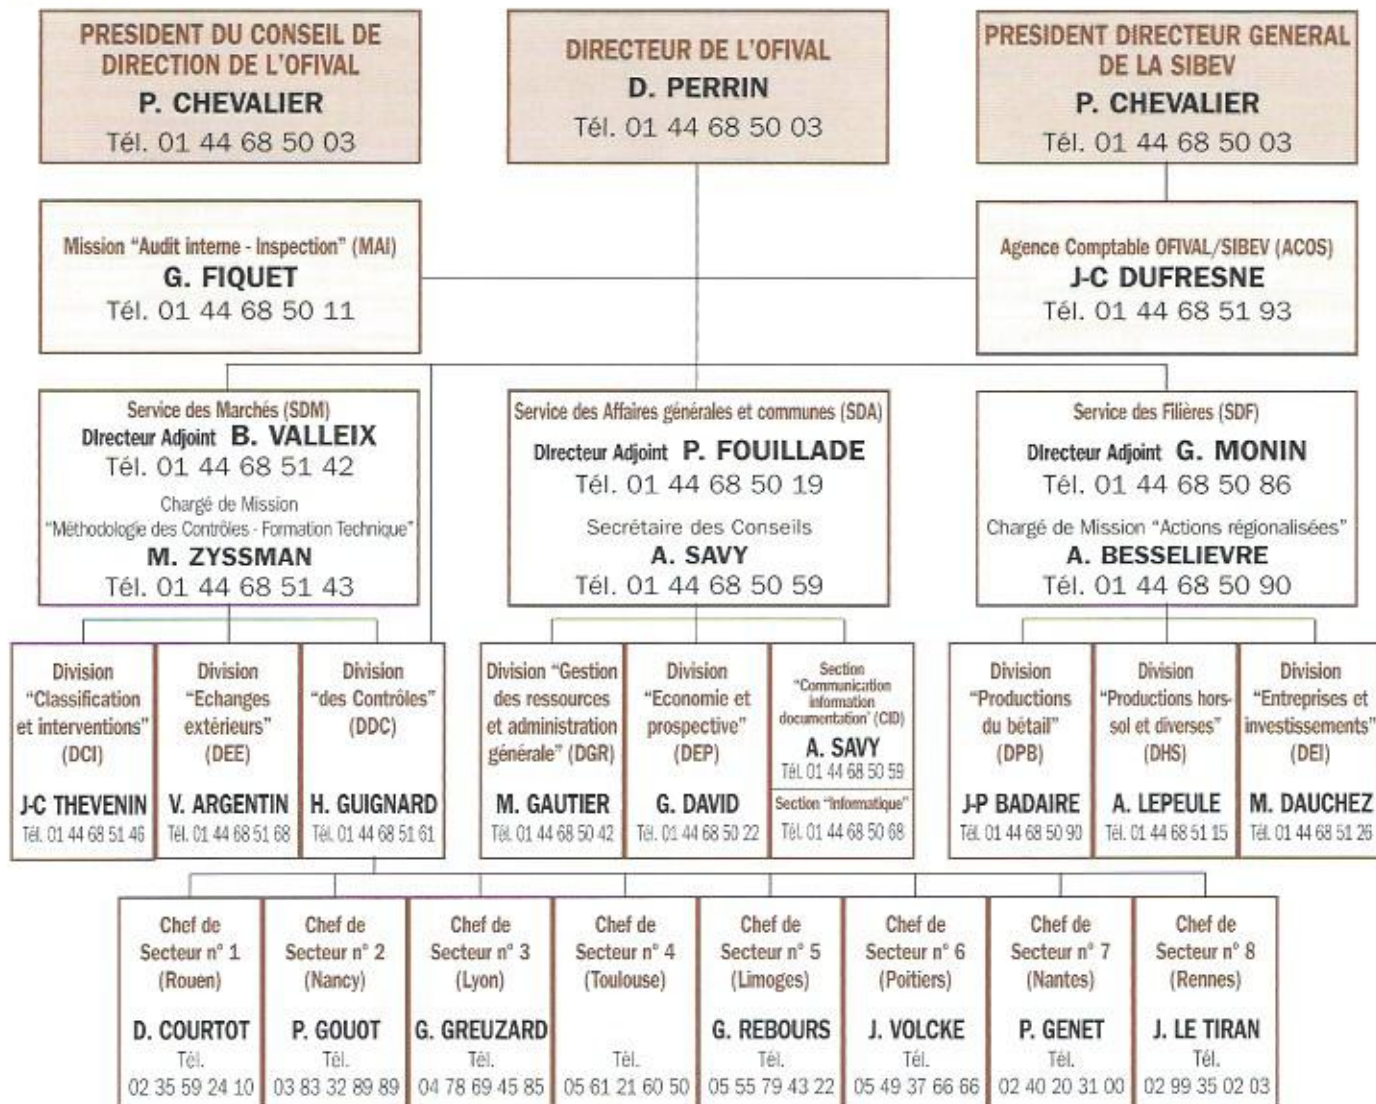 PRESIDENT DU CONSEIL DE
DIRECTION DE L'OFIVAL
P. CHEVALIER
Tél. 01 44 68 50 03
DIRECTEUR DE L'OFIVAL
D. PERRIN
Tél. 01 44 68 50 03
PRESIDENT DIRECTEUR GENERAL
DE LA SIBEV
P. CHEVALIER
Tél. 01 44 68 50 03
Mission "Audit interne - Inspection" (MAI)
G. FIQUET
Tél. 01 44 68 50 11
Agence Comptable OFIVAL/SIBEV (ACOS)
J-C DUFRESNE
Tél. 01 44 68 51 93
Service des Marchés (SDM)
DIrecteur Adjoint B. VALLEIX
Tél. 01 44 68 51 42
Chargé de Mission
"Méthodologie des Contrôles - Formation Technique"
M. ZYSSMAN
Tél. 01 44 68 51 43
Service des Affaires générales et communes (SDA)
DIrecteur Adjoint P. FOUILLADE
Tél. 01 44 68 50 19
Secrétaire des Conseils
A. SAVY
Tél. 01 44 68 50 59
Service des Filières (SDF)
DIrecteur Adjoint G. MONIN
Tél. 01 44 68 50 86
Chargé de Mission "Actions régionalisées"
A. BESSELIEVRE
Tél. 01 44 68 50 90
Division
"Classification
et interventions"
(DCI)
J-C THEVENIN
Tél. 01 44 68 51 46
Division
"Echanges
extérieurs"
(DEE)
V. ARGENTIN
Tél. 01 44 68 51 68
Division
"des Contrôles"
(DDC)
H. GUIGNARD
Tél. 01 44 68 51 61
Division "Gestion
des ressources
et administration
générale" (DGR)
M. GAUTIER
Tél. 01 44 68 50 42
Division
"Economie et
prospective"
(DEP)
G. DAVID
Tél. 01 44 68 50 22
Section
"Communication
information
documentation" (CID)
A. SAVY
Tél. 01 44 68 50 59
Section "Informatique"
Tél. 01 44 68 50 68
Division
"Productions
du bétail"
(DPB)
J-P BADAIRE
Tél. 01 44 68 50 90
Division
"Productions hors-
sol et diverses"
(DHS)
A. LEPEULE
Tél. 01 44 68 51 15
Division
"Entreprises et
investissements"
(DEI)
M. DAUCHEZ
Tél. 01 44 68 51 26
Chef de
Secteur n° 1
(Rouen)
D. COURTOT
Tél.
02 35 59 24 10
Chef de
Secteur n° 2
(Nancy)
P. GOUOT
Tél.
03 83 32 89 89
Chef de
Secteur n° 3
(Lyon)
G. GREUZARD
Tél.
04 78 69 45 85
Chef de
Secteur n° 4
(Toulouse)
Tél.
05 61 21 60 50
Chef de
Secteur n° 5
(Limoges)
G. REBOURS
Tél.
05 55 79 43 22
Chef de
Secteur n° 6
(Poitiers)
J. VOLCKE
Tél.
05 49 37 66 66
Chef de
Secteur n° 7
(Nantes)
P. GENET
Tél.
02 40 20 31 00
Chef de
Secteur n° 8
(Rennes)
J. LE TIRAN
Tél.
02 99 35 02 03